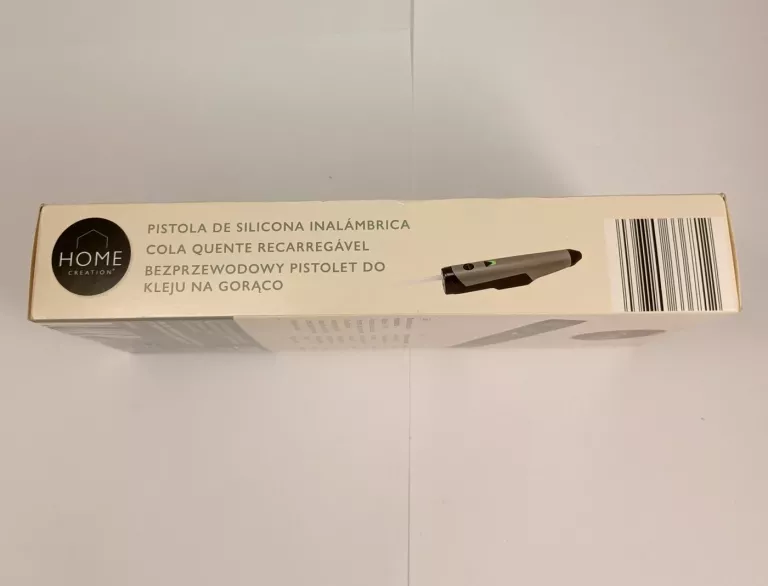 HOME
CREATION®
PISTOLA DE SILICONA INALÁMBRICA
COLA QUENTE RECARREGÁVEL
BEZPRZEWODOWY PISTOLET DO
KLEJU NA GORĄCO